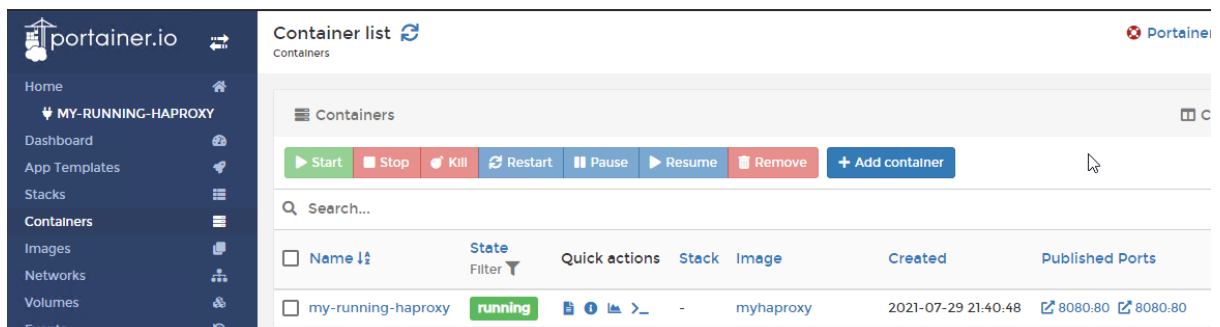 portainer.io
Home
MY-RUNNING-HAPROXY
Dashboard
App Templates
Stacks
Containers
Images
Networks
Volumes
Events
Container list
Containers
Portainer
Containers
Start Stop Kill Restart Pause Resume Remove + Add container
Search...
Name State Filter Quick actions Stack Image Created Published Ports
my-running-haproxy running - myhaproxy 2021-07-29 21:40:48 8080:80 8080:80